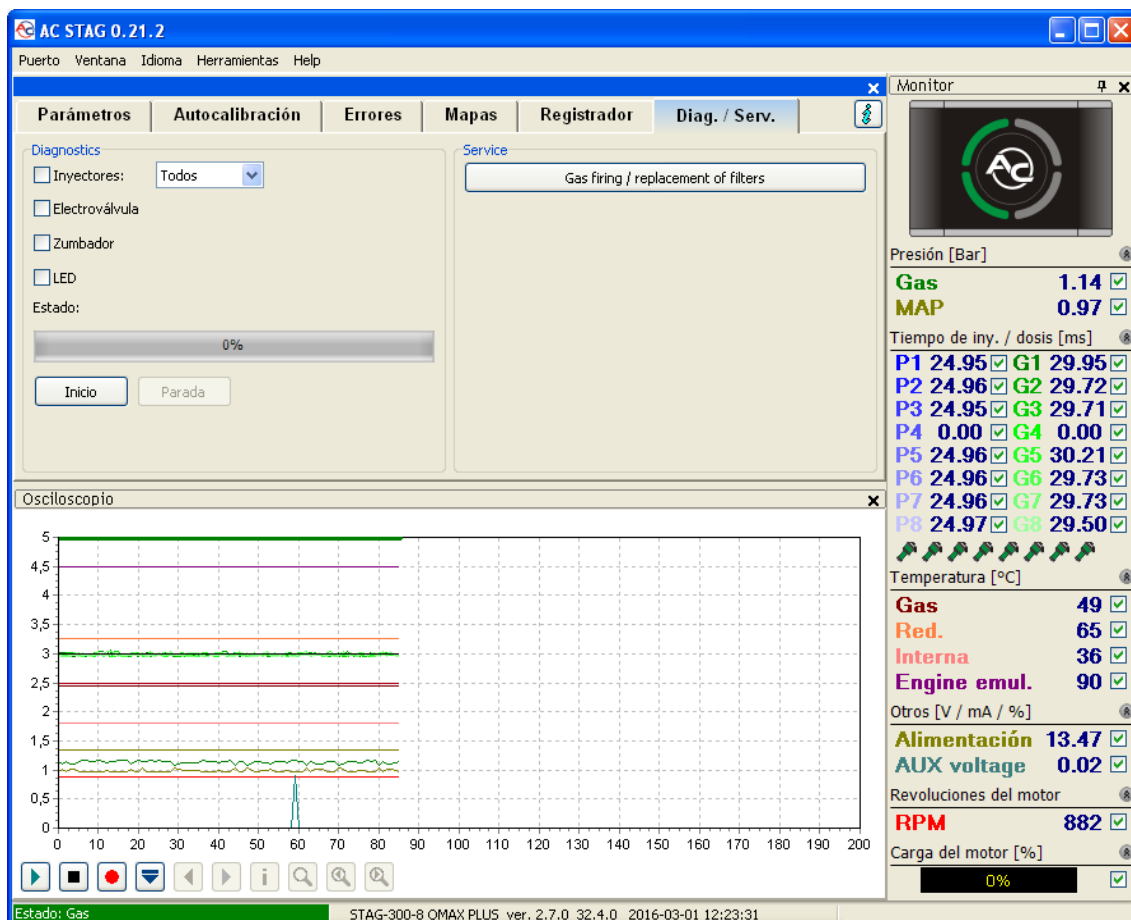 AC STAG 0.21.2
Puerto Ventana Idioma Herramientas Help
Parámetros Autocalibración Errores Mapas Registrador Diag. / Serv.
Diagnostics
Inyectores: Todos
Electroválvula
Zumbador
LED
Estado:
0%
Inicio Parada
Service
Gas firing / replacement of filters
Osciloscopio
5
4,5
4
3,5
3
2,5
2
1,5
1
0,5
0
0 10 20 30 40 50 60 70 80 90 100 110 120 130 140 150 160 170 180 190 200
Monitor
AC
Presión [Bar]
Gas 1.14
MAP 0.97
Tiempo de iny. / dosis [ms]
P1 24.95 G1 29.95
P2 24.96 G2 29.72
P3 24.95 G3 29.71
P4 0.00 G4 0.00
P5 24.96 G5 30.21
P6 24.96 G6 29.73
P7 24.96 G7 29.73
P8 24.97 G8 29.50
Temperatura [ºC]
Gas 49
Red. 65
Interna 36
Engine emul. 90
Otros [V / mA / %]
Alimentación 13.47
AUX voltage 0.02
Revoluciones del motor
RPM 882
Carga del motor [%]
0%
Estado: Gas STAG-300-8 QMAX PLUS ver. 2.7.0 32.4.0 2016-03-01 12:23:31